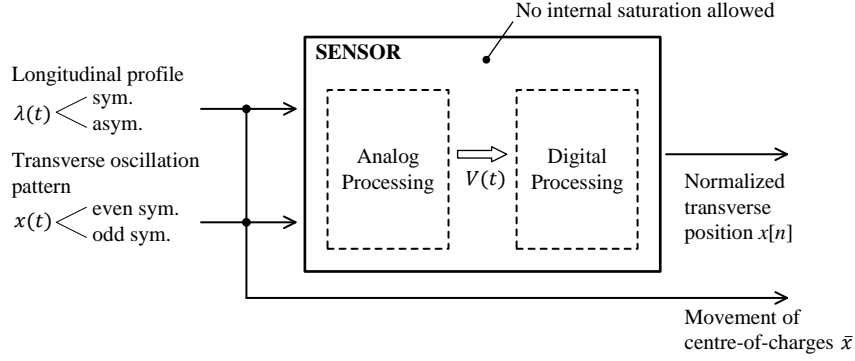 No internal saturation allowed
SENSOR
Longitudinal profile
λ(t)
sym.
asym.
Transverse oscillation
pattern
x(t)
even sym.
odd sym.
Analog
Processing
V(t)
Digital
Processing
Normalized
transverse
position x[n]
Movement of
centre-of-charges x̄